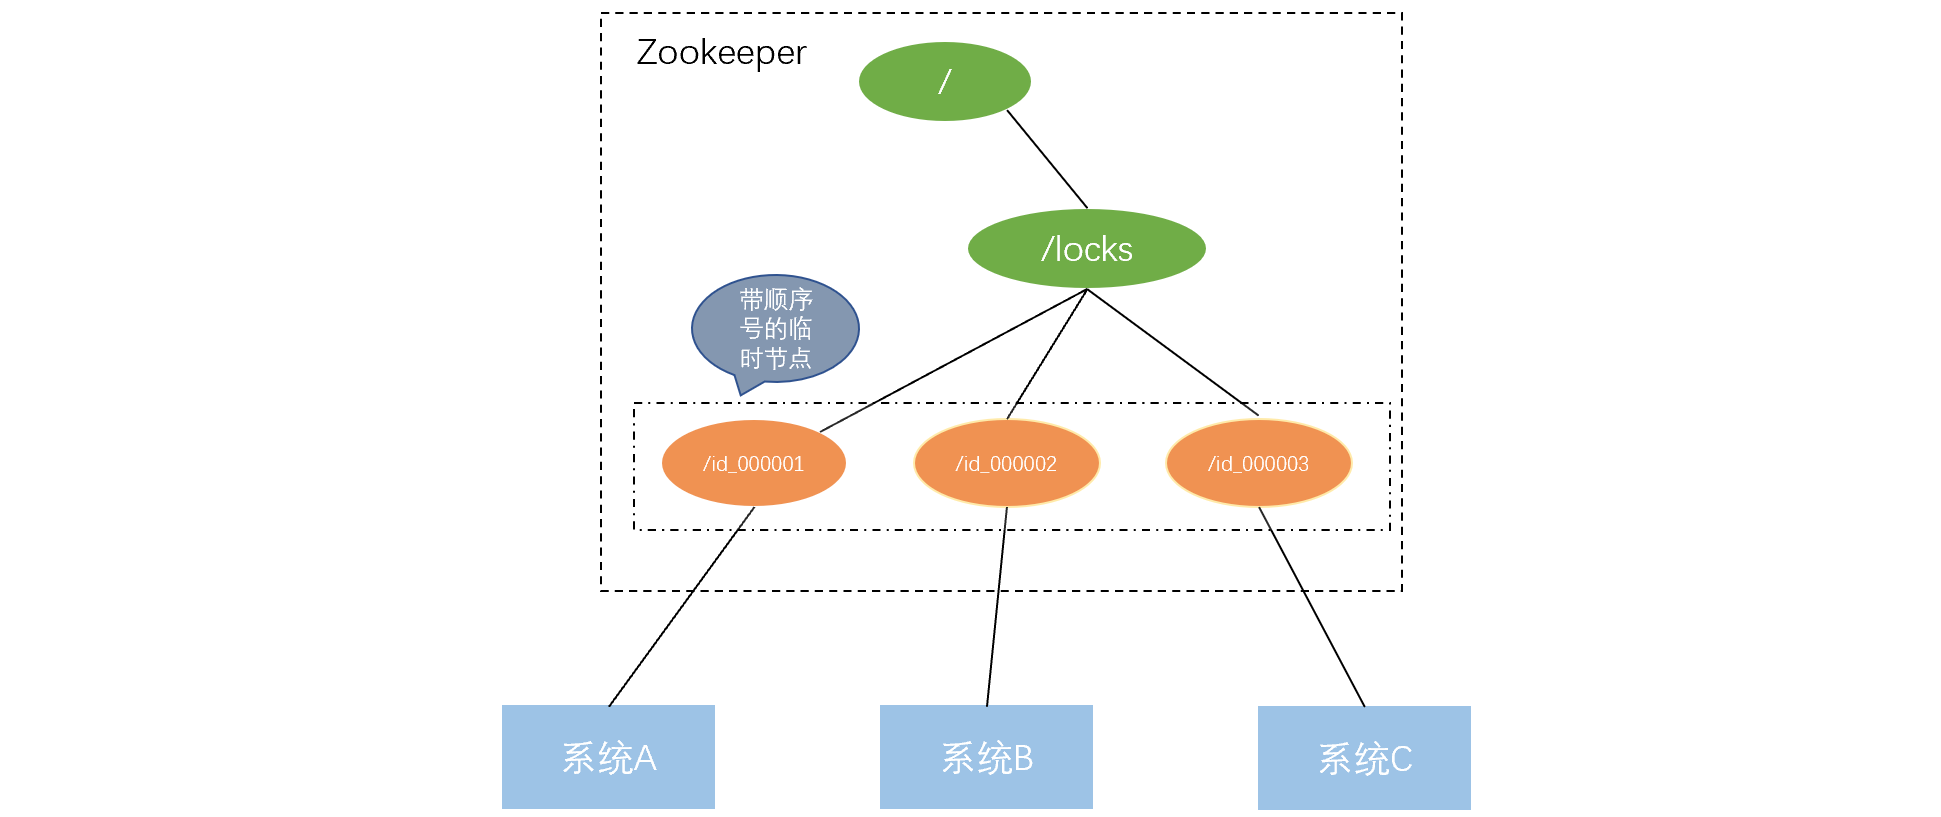 Zookeeper
/
/locks
带顺序
号的临
时节点
/id_000001
/id_000002
/id_000003
系统A
系统B
系统C